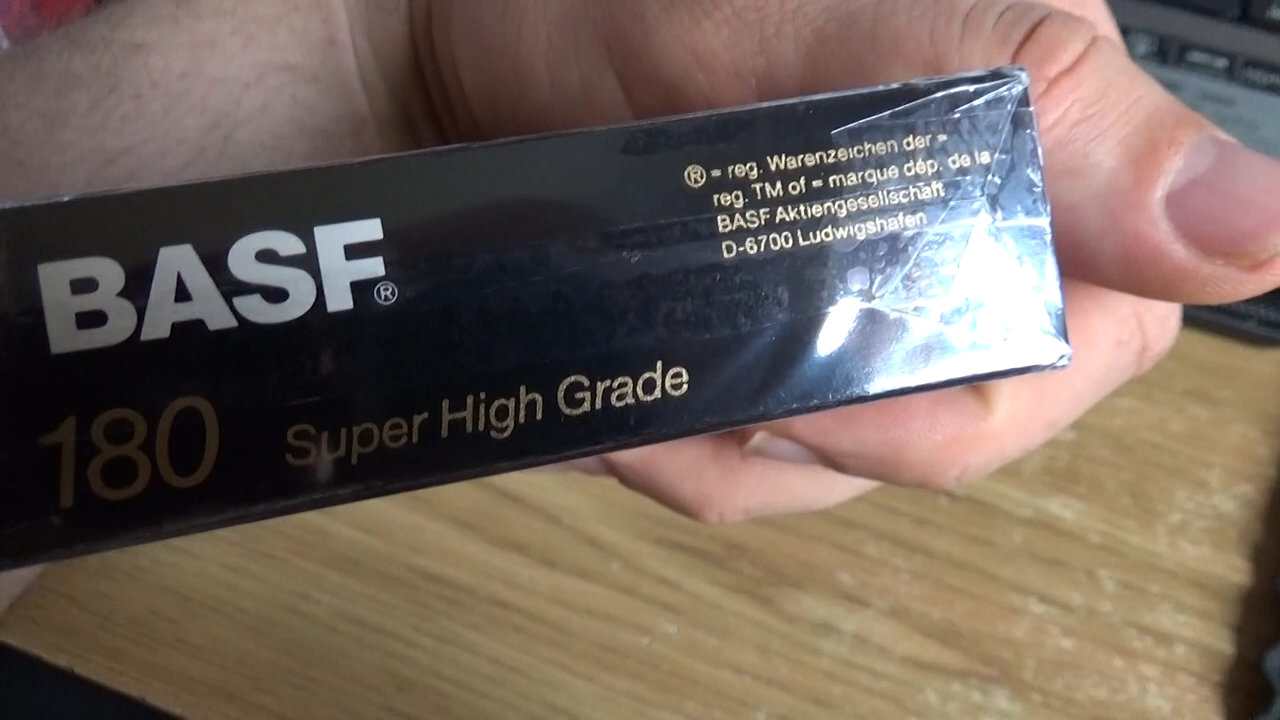 BASF®
180 Super High Grade
® = reg. Warenzeichen der =
reg. TM of = marque dép. de la
BASF Aktiengesellschaft
D-6700 Ludwigshafen